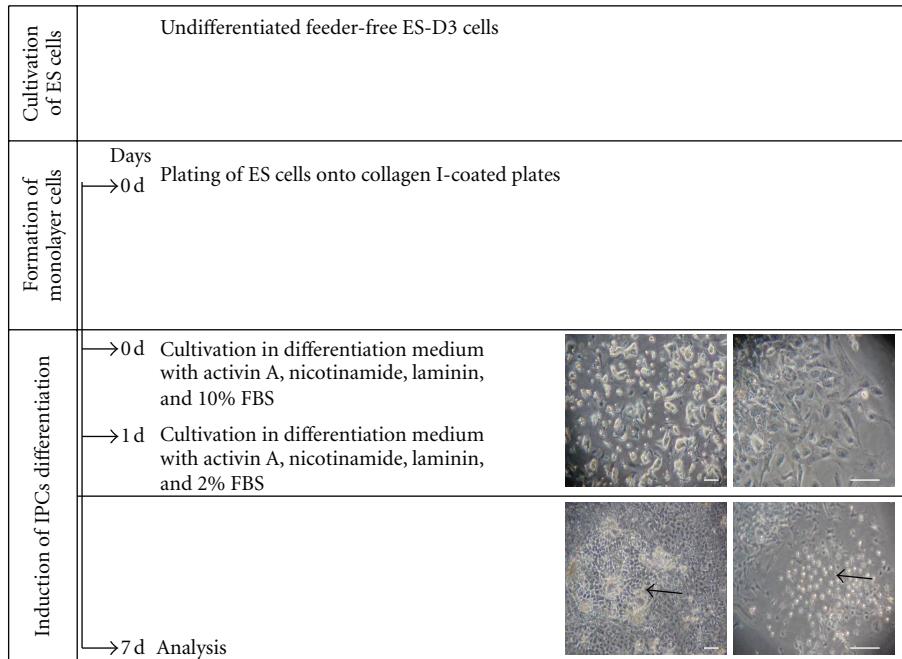 Cultivation
of ES cells
Undifferentiated feeder-free ES-D3 cells
Formation of
monolayer cells
Days
0 d
Plating of ES cells onto collagen I-coated plates
Induction of IPCs differentiation
0 d Cultivation in differentiation medium
with activin A, nicotinamide, laminin,
and 10% FBS
1 d Cultivation in differentiation medium
with activin A, nicotinamide, laminin,
and 2% FBS
7 d Analysis